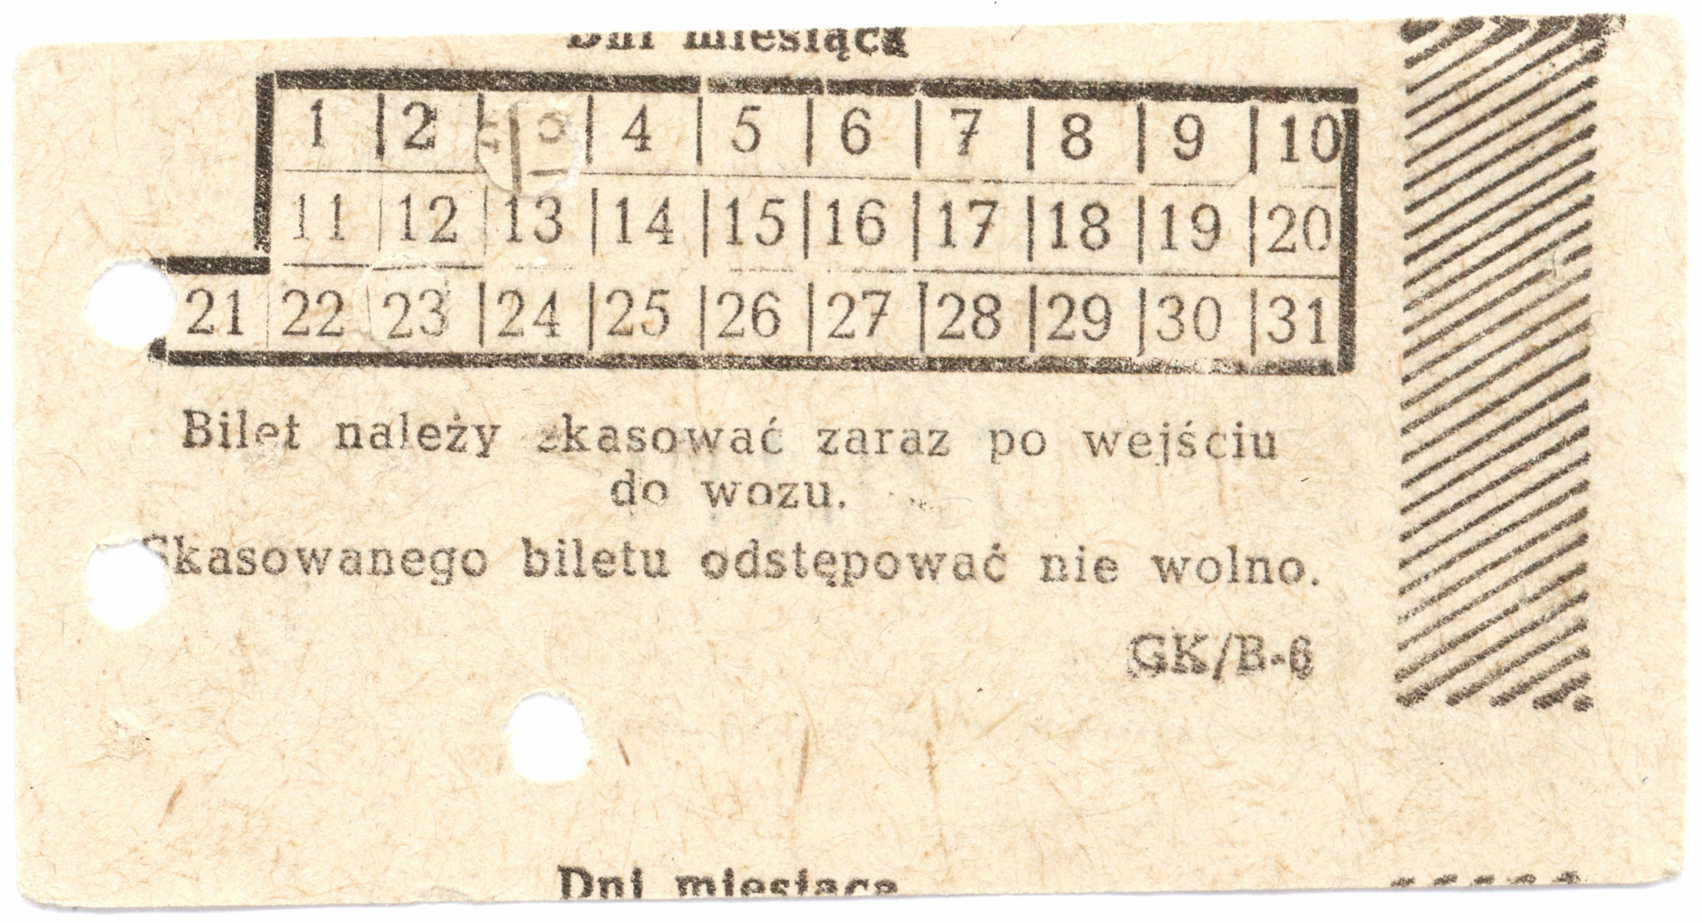 Dni miesiąca
1 2 4 5 6 7 8 9 10
11 12 13 14 15 16 17 18 19 20
21 22 23 24 25 26 27 28 29 30 31
Bilet należy skasować zaraz po wejściu
do wozu.
Skasowanego biletu odstępować nie wolno.
GK/B-6
Dni miesiąca